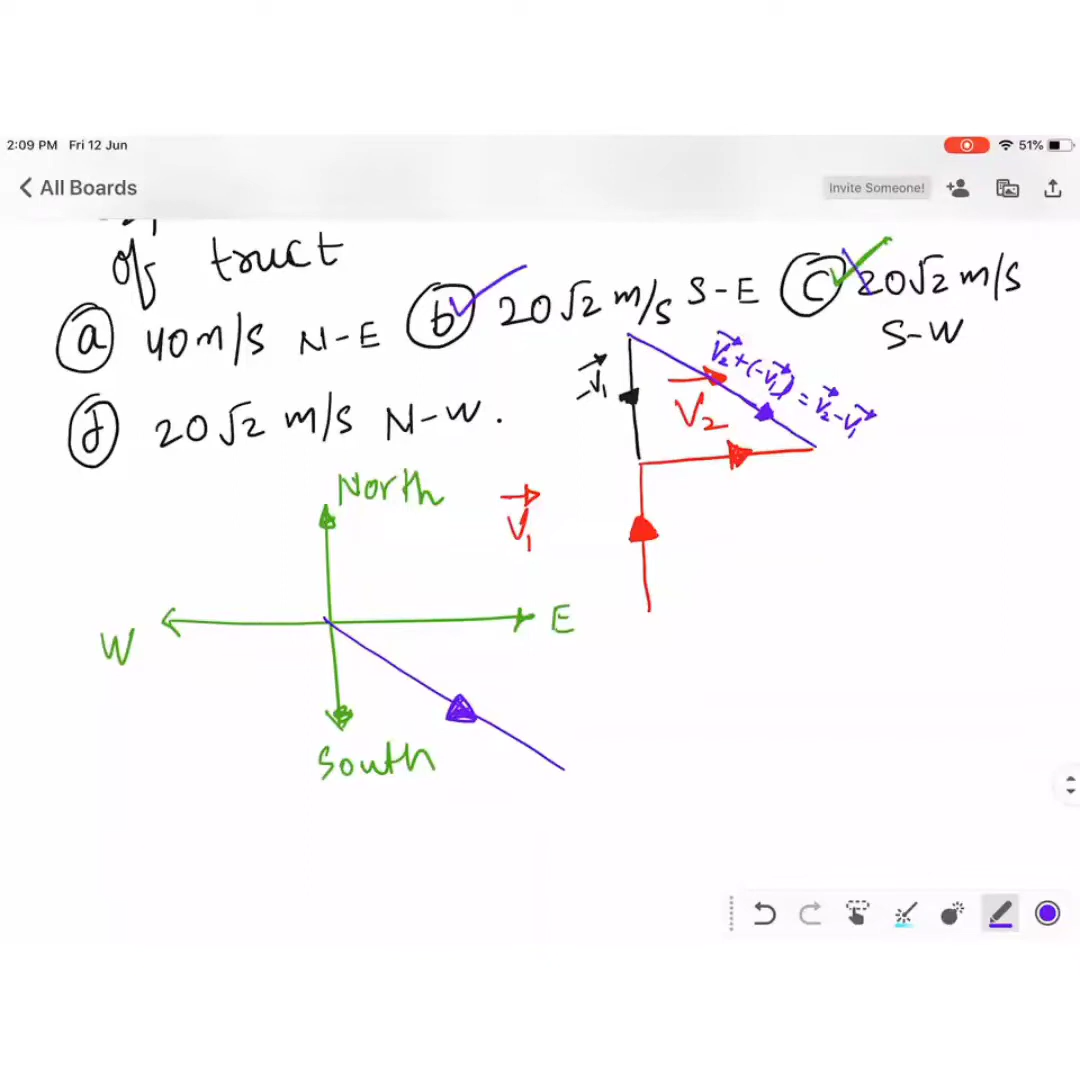 2:09 PM Fri 12 Jun
51%
All Boards
Invite Someone!
of truct
(a) 40m/s N-E (b) 20√2 m/s S-E (c) 20√2 m/s
S-W
(d) 20√2 m/s N-W.
-V₁
V₂+(-V₁) = V₂-V₁
V₂
North
V₁
W
E
South